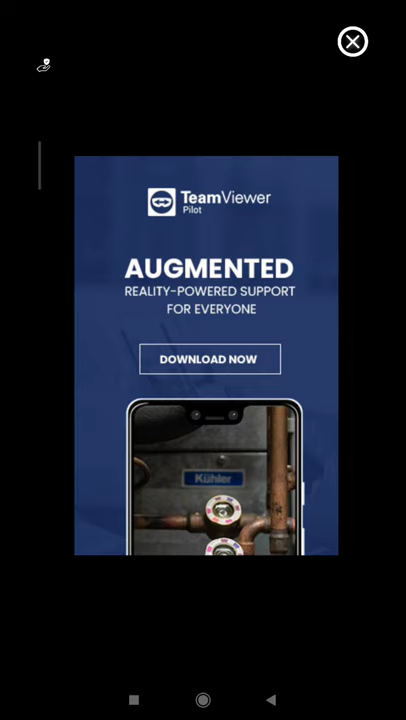 TeamViewer
Pilot
AUGMENTED
REALITY-POWERED SUPPORT
FOR EVERYONE
DOWNLOAD NOW
Kühler